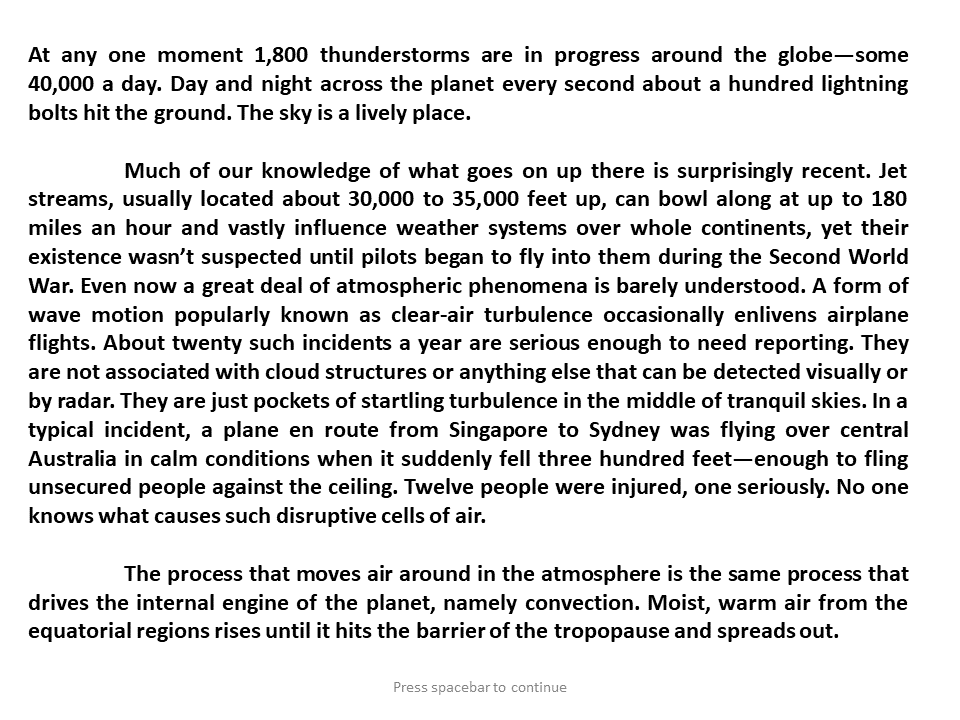 At any one moment 1,800 thunderstorms are in progress around the globe—some
40,000 a day. Day and night across the planet every second about a hundred lightning
bolts hit the ground. The sky is a lively place.
Much of our knowledge of what goes on up there is surprisingly recent. Jet
streams, usually located about 30,000 to 35,000 feet up, can bowl along at up to 180
miles an hour and vastly influence weather systems over whole continents, yet their
existence wasn’t suspected until pilots began to fly into them during the Second World
War. Even now a great deal of atmospheric phenomena is barely understood. A form of
wave motion popularly known as clear-air turbulence occasionally enlivens airplane
flights. About twenty such incidents a year are serious enough to need reporting. They
are not associated with cloud structures or anything else that can be detected visually or
by radar. They are just pockets of startling turbulence in the middle of tranquil skies. In a
typical incident, a plane en route from Singapore to Sydney was flying over central
Australia in calm conditions when it suddenly fell three hundred feet—enough to fling
unsecured people against the ceiling. Twelve people were injured, one seriously. No one
knows what causes such disruptive cells of air.
The process that moves air around in the atmosphere is the same process that
drives the internal engine of the planet, namely convection. Moist, warm air from the
equatorial regions rises until it hits the barrier of the tropopause and spreads out.
Press spacebar to continue